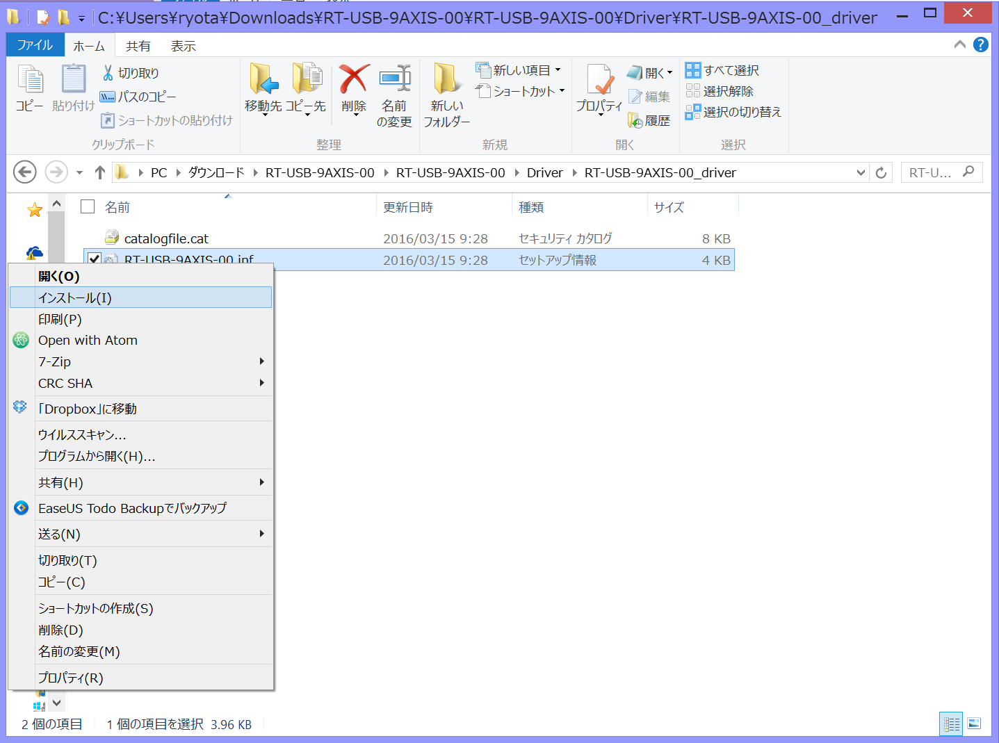 C:¥Users¥ryota¥Downloads¥RT-USB-9AXIS-00¥RT-USB-9AXIS-00¥Driver¥RT-USB-9AXIS-00_driver
ファイル ホーム 共有 表示
コピー
貼り付け
切り取り
パスのコピー
ショートカットの貼り付け
クリップボード
移動先
コピー先
削除
名前
の変更
整理
新しい
フォルダー
新しい項目
ショートカット
新規
プロパティ
開く
編集
履歴
開く
すべて選択
選択解除
選択の切り替え
選択
PC ダウンロード RT-USB-9AXIS-00 RT-USB-9AXIS-00 Driver RT-USB-9AXIS-00_driver
RT-U...
名前 更新日時 種類 サイズ
catalogfile.cat 2016/03/15 9:28 セキュリティ カタログ 8 KB
RT-USB-9AXIS-00.inf 2016/03/15 9:28 セットアップ情報 4 KB
開く(O)
インストール(I)
印刷(P)
Open with Atom
7-Zip
CRC SHA
「Dropbox」に移動
ウイルススキャン...
プログラムから開く(H)...
共有(H)
EaseUS Todo Backupでバックアップ
送る(N)
切り取り(T)
コピー(C)
ショートカットの作成(S)
削除(D)
名前の変更(M)
プロパティ(R)
2 個の項目 1 個の項目を選択 3.96 KB